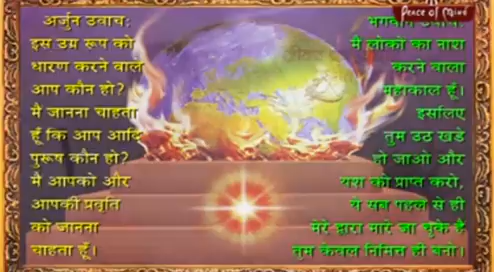 अर्जुन उवाच:
इस उग्र रूप को
धारण करने वाले
आप कौन हो?
मै जानना चाहता
हूँ कि आप आदि
पुरूष कौन हो?
मै आपको और
आपकी प्रवृति
को जानना
चाहता हूँ।
Peace of Mind
भगवान
मै लोको का नाश
करने वाला
महाकाल हूँ।
इसलिए
तुम उठ खडे
हो जाओ और
यश को प्राप्त करो,
ये सब पहले से ही
मेरे द्वारा मारे जा चुके हैं
तुम केवल निमित्त ही बनो।